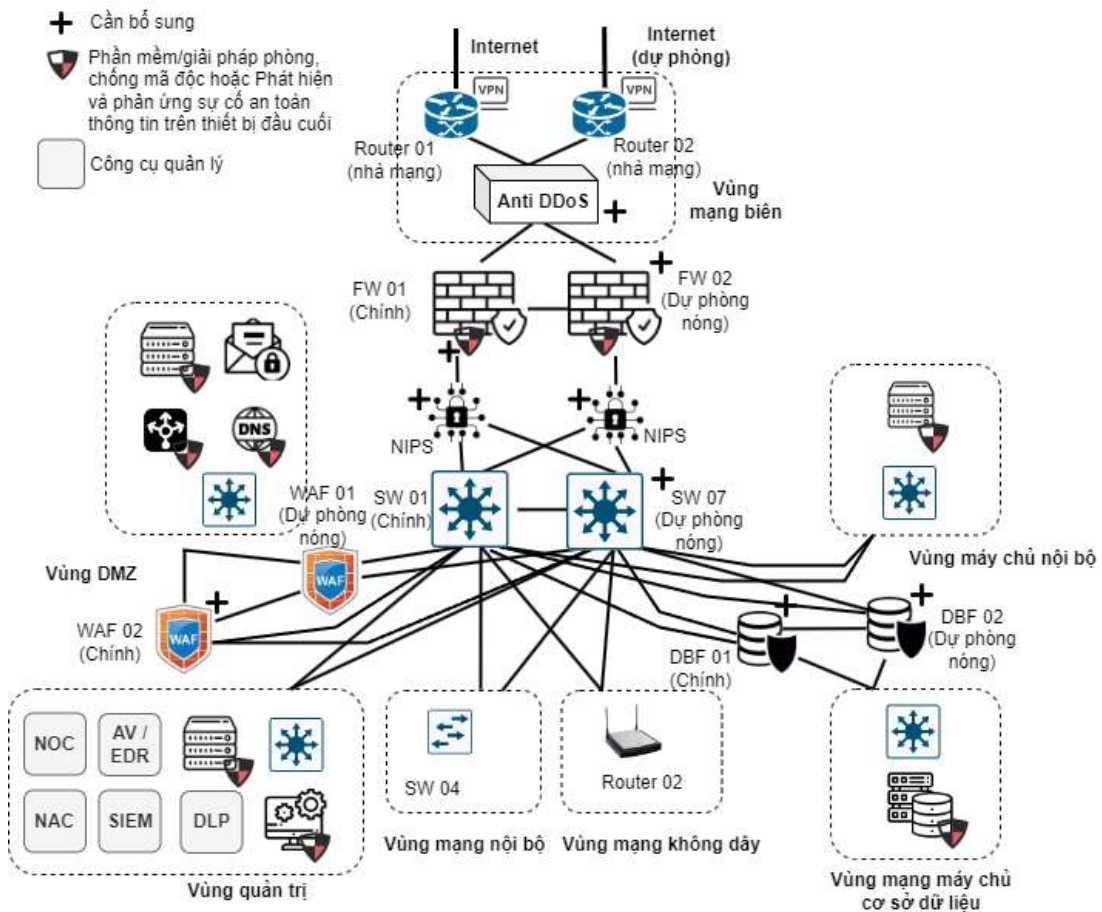 Cần bổ sung
Phần mềm/giải pháp phòng,
chống mã độc hoặc Phát hiện
và phản ứng sự cố an toàn
thông tin trên thiết bị đầu cuối
Công cụ quản lý
Internet
Internet
(dự phòng)
VPN
VPN
Router 01
(nhà mạng)
Router 02
(nhà mạng)
Anti DDoS
Vùng
mạng biên
FW 01
(Chính)
FW 02
(Dự phòng
nóng)
NIPS
NIPS
DNS
WAF 01
(Dự phòng
nóng)
SW 01
(Chính)
SW 07
(Dự phòng
nóng)
Vùng máy chủ nội bộ
Vùng DMZ
WAF
WAF 02
(Chính)
WAF
DBF 01
(Chính)
DBF 02
(Dự phòng
nóng)
NOC
AV /
EDR
NAC
SIEM
DLP
SW 04
Router 02
Vùng quản trị
Vùng mạng nội bộ
Vùng mạng không dây
Vùng mạng máy chủ
cơ sở dữ liệu